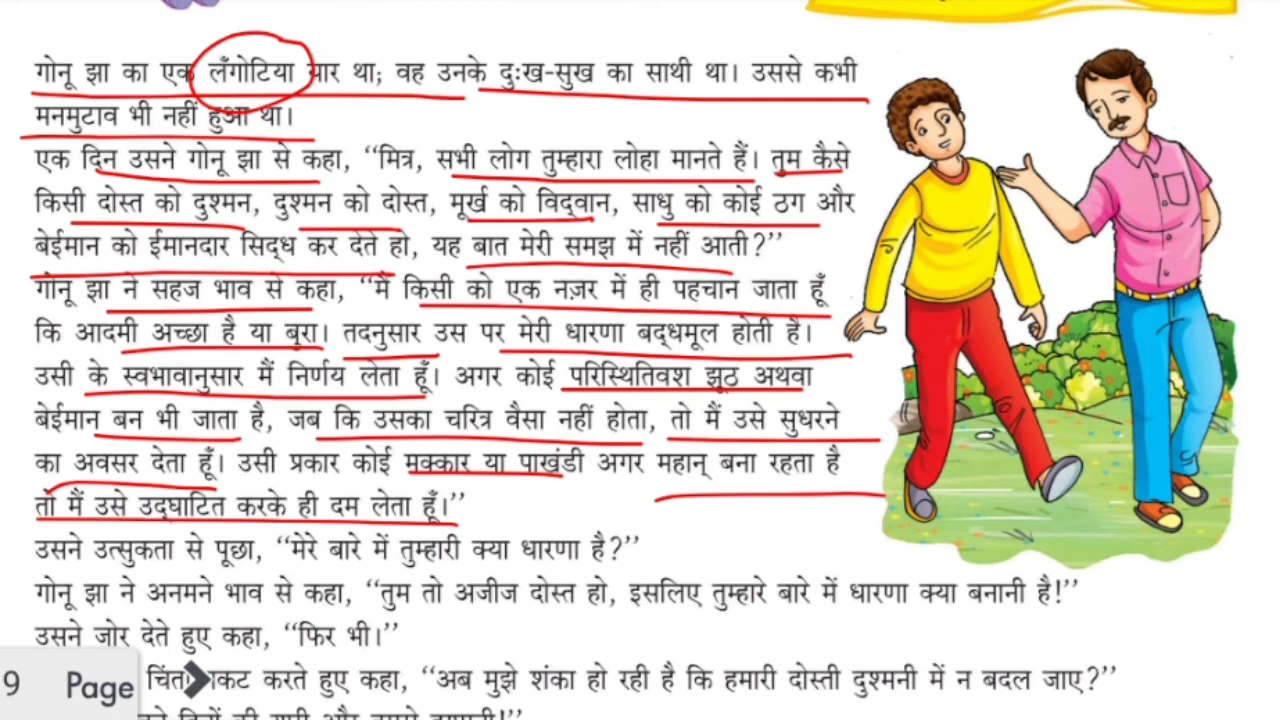 गोनू झा का एक लँगोटिया यार था; वह उनके दुःख-सुख का साथी था। उससे कभी
मनमुटाव भी नहीं हुआ था।
एक दिन उसने गोनू झा से कहा, “मित्र, सभी लोग तुम्हारा लोहा मानते हैं। तुम कैसे
किसी दोस्त को दुश्मन, दुश्मन को दोस्त, मूर्ख को विद्‌वान, साधु को कोई ठग और
बेईमान को ईमानदार सिद्‌ध कर देते हो, यह बात मेरी समझ में नहीं आती?”
गोनू झा ने सहज भाव से कहा, “मैं किसी को एक नज़र में ही पहचान जाता हूँ
कि आदमी अच्छा है या बुरा। तदनुसार उस पर मेरी धारणा बद्‌धमूल होती है।
उसी के स्वभावानुसार मैं निर्णय लेता हूँ। अगर कोई परिस्थितिवश झूठ अथवा
बेईमान बन भी जाता है, जब कि उसका चरित्र वैसा नहीं होता, तो मैं उसे सुधरने
का अवसर देता हूँ। उसी प्रकार कोई मक्कार या पाखंडी अगर महान् बना रहता है
तो मैं उसे उद्‌घाटित करके ही दम लेता हूँ।”
उसने उत्सुकता से पूछा, “मेरे बारे में तुम्हारी क्या धारणा है?”
गोनू झा ने अनमने भाव से कहा, “तुम तो अजीज दोस्त हो, इसलिए तुम्हारे बारे में धारणा क्या बनानी है!”
उसने जोर देते हुए कहा, “फिर भी।”
करते हुए कहा, “अब मुझे शंका हो रही है कि हमारी दोस्ती दुश्मनी में न बदल जाए?”
9 Page